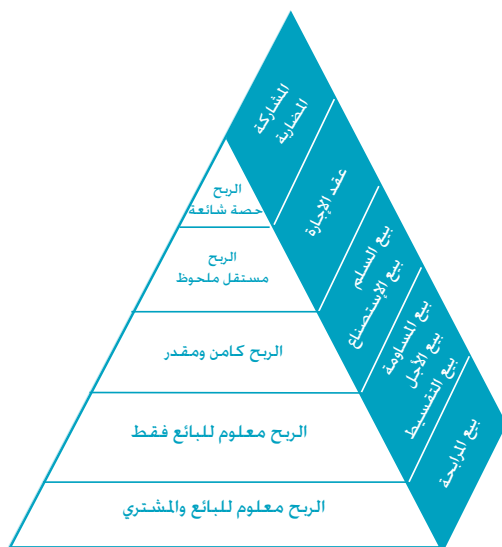 المشاركة
المضاربة
عقد الإجارة
بيع السلم
بيع الإستصناع
بيع المساومة
بيع الأجل
بيع التقسيط
بيع المرابحة
الربح
حصة شائعة
الربح
مستقل ملحوظ
الربح كامن ومقدر
الربح معلوم للبائع فقط
الربح معلوم للبائع والمشتري